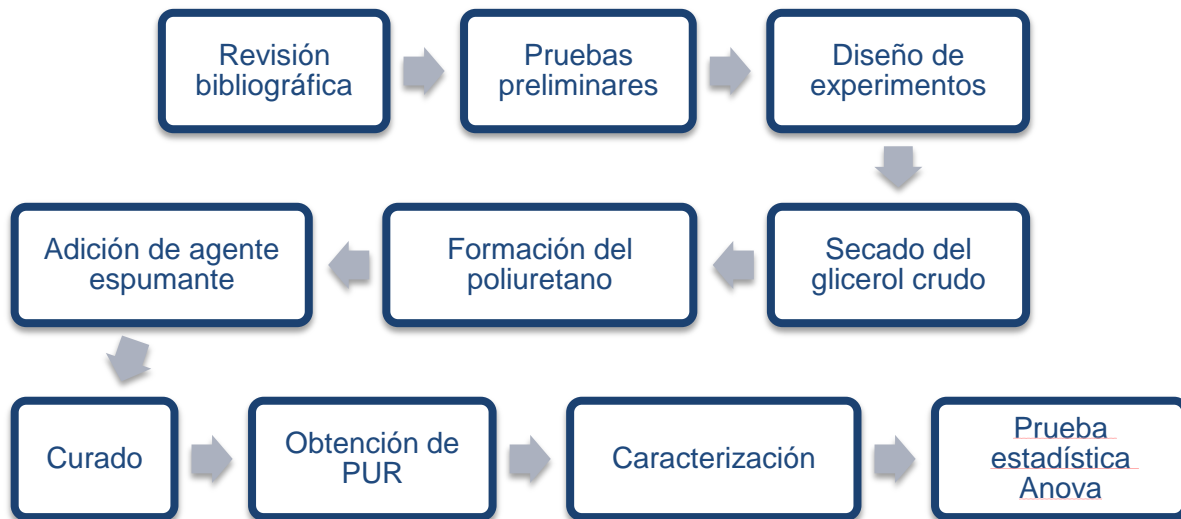 Revisión
bibliográfica
Pruebas
preliminares
Diseño de
experimentos
Secado del
glicerol crudo
Formación del
poliuretano
Adición de agente
espumante
Curado
Obtención de
PUR
Caracterización
Prueba
estadística
Anova